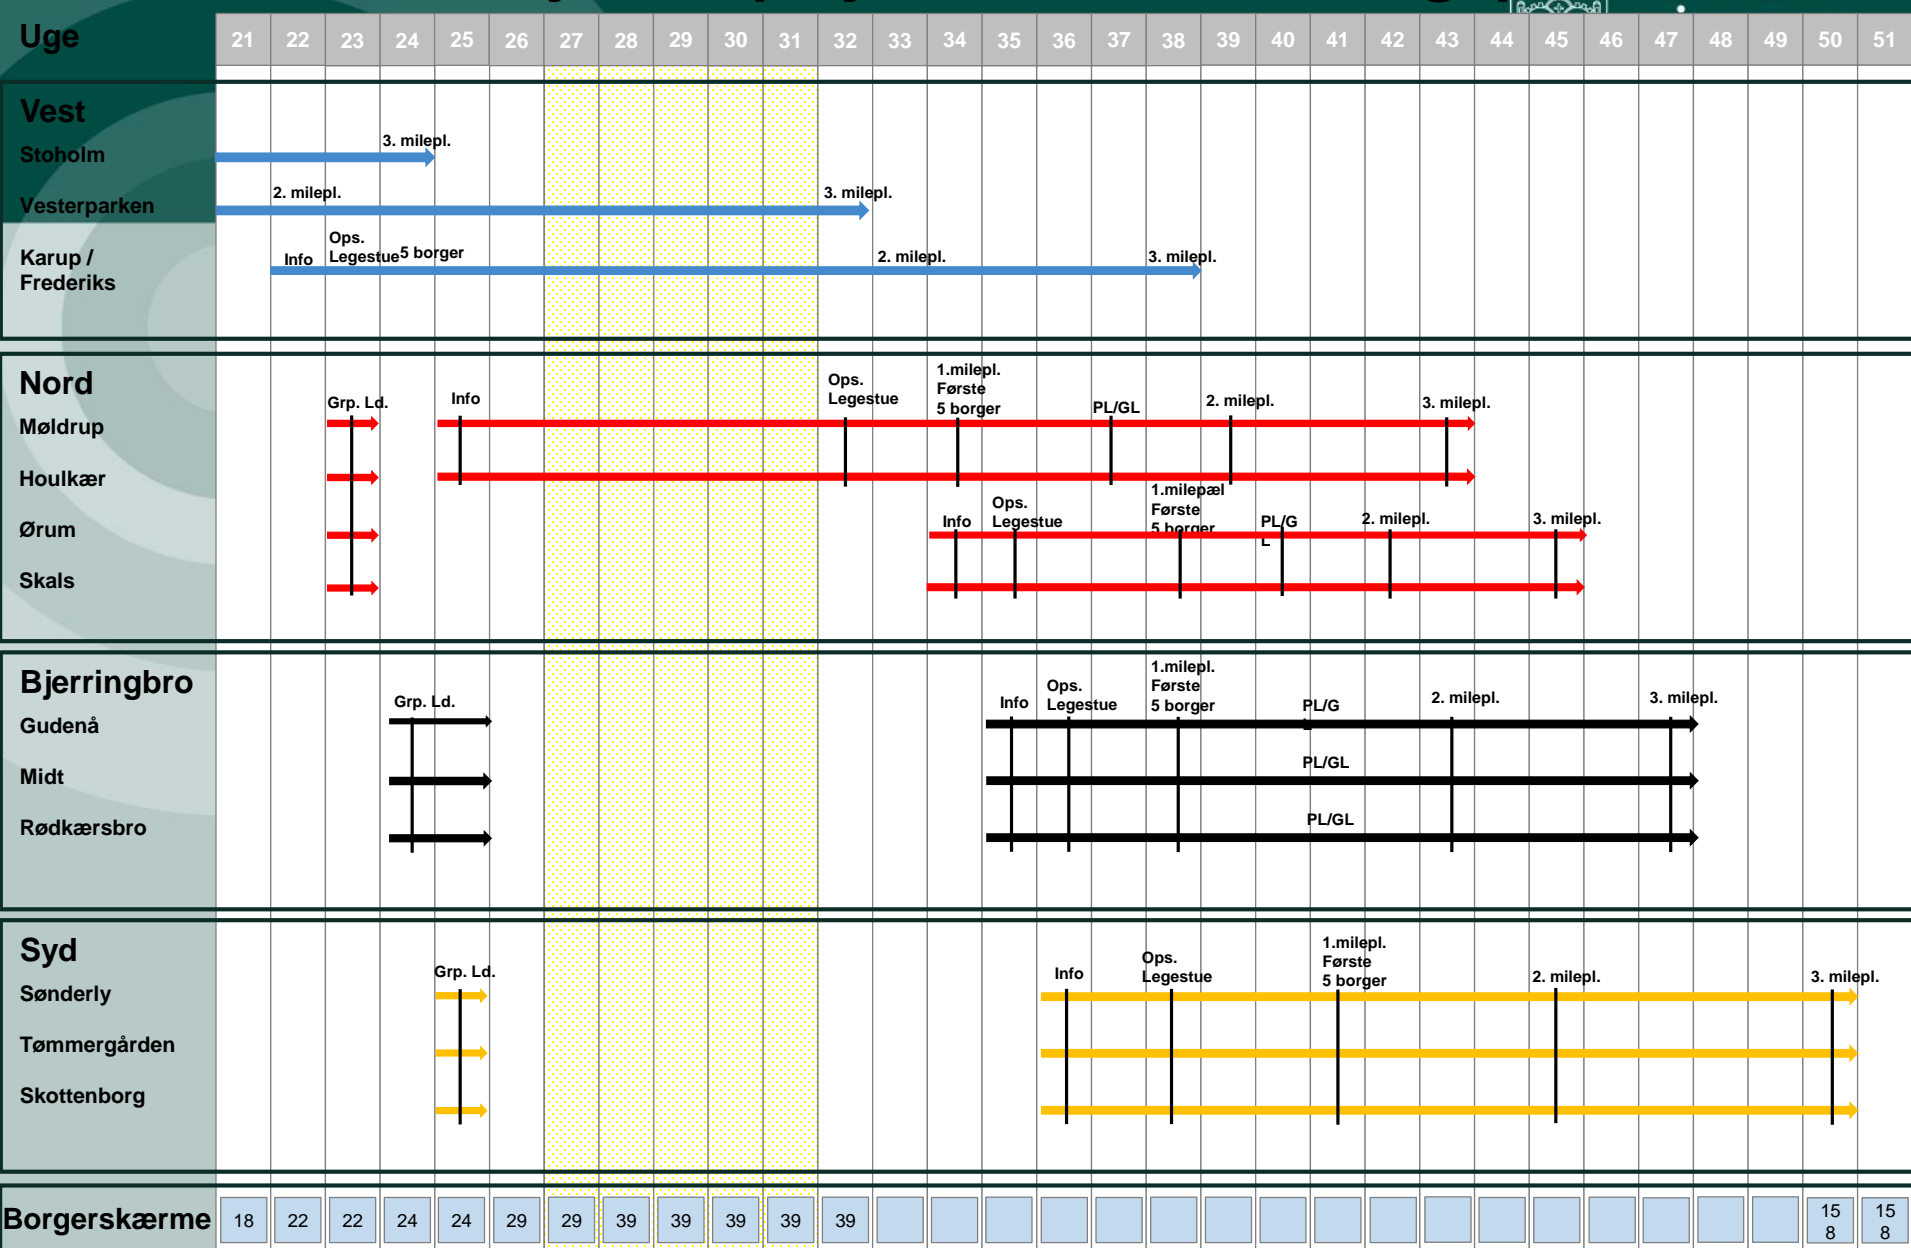 Uge 21 22 23 24 25 26 27 28 29 30 31 32 33 34 35 36 37 38 39 40 41 42 43 44 45 46 47 48 49 50 51
Vest
3. milepl.
Stoholm
2. milepl. 3. milepl.
Vesterparken
Ops.
Info Legestue 5 borger 2. milepl. 3. milepl.
Karup /
Frederiks
Nord
Grp. Ld. Info
Ops.
Legestue
1.milepl.
Første
5 borger
PL/GL 2. milepl. 3. milepl.
Møldrup
Houlkær
Info
Ops.
Legestue
1.milepæl
Første
5 borger
PL/G
L
2. milepl. 3. milepl.
Ørum
Skals
Bjerringbro
Grp. Ld. Info
Ops.
Legestue
1.milepl.
Første
5 borger
PL/G
L
2. milepl. 3. milepl.
Gudenå
PL/GL
Midt
PL/GL
Rødkærsbro
Syd
Grp. Ld. Info
Ops.
Legestue
1.milepl.
Første
5 borger
2. milepl. 3. milepl.
Sønderly
Tømmergården
Skottenborg
Borgerskærme 18 22 22 24 24 29 29 39 39 39 39 39
15
8
15
8